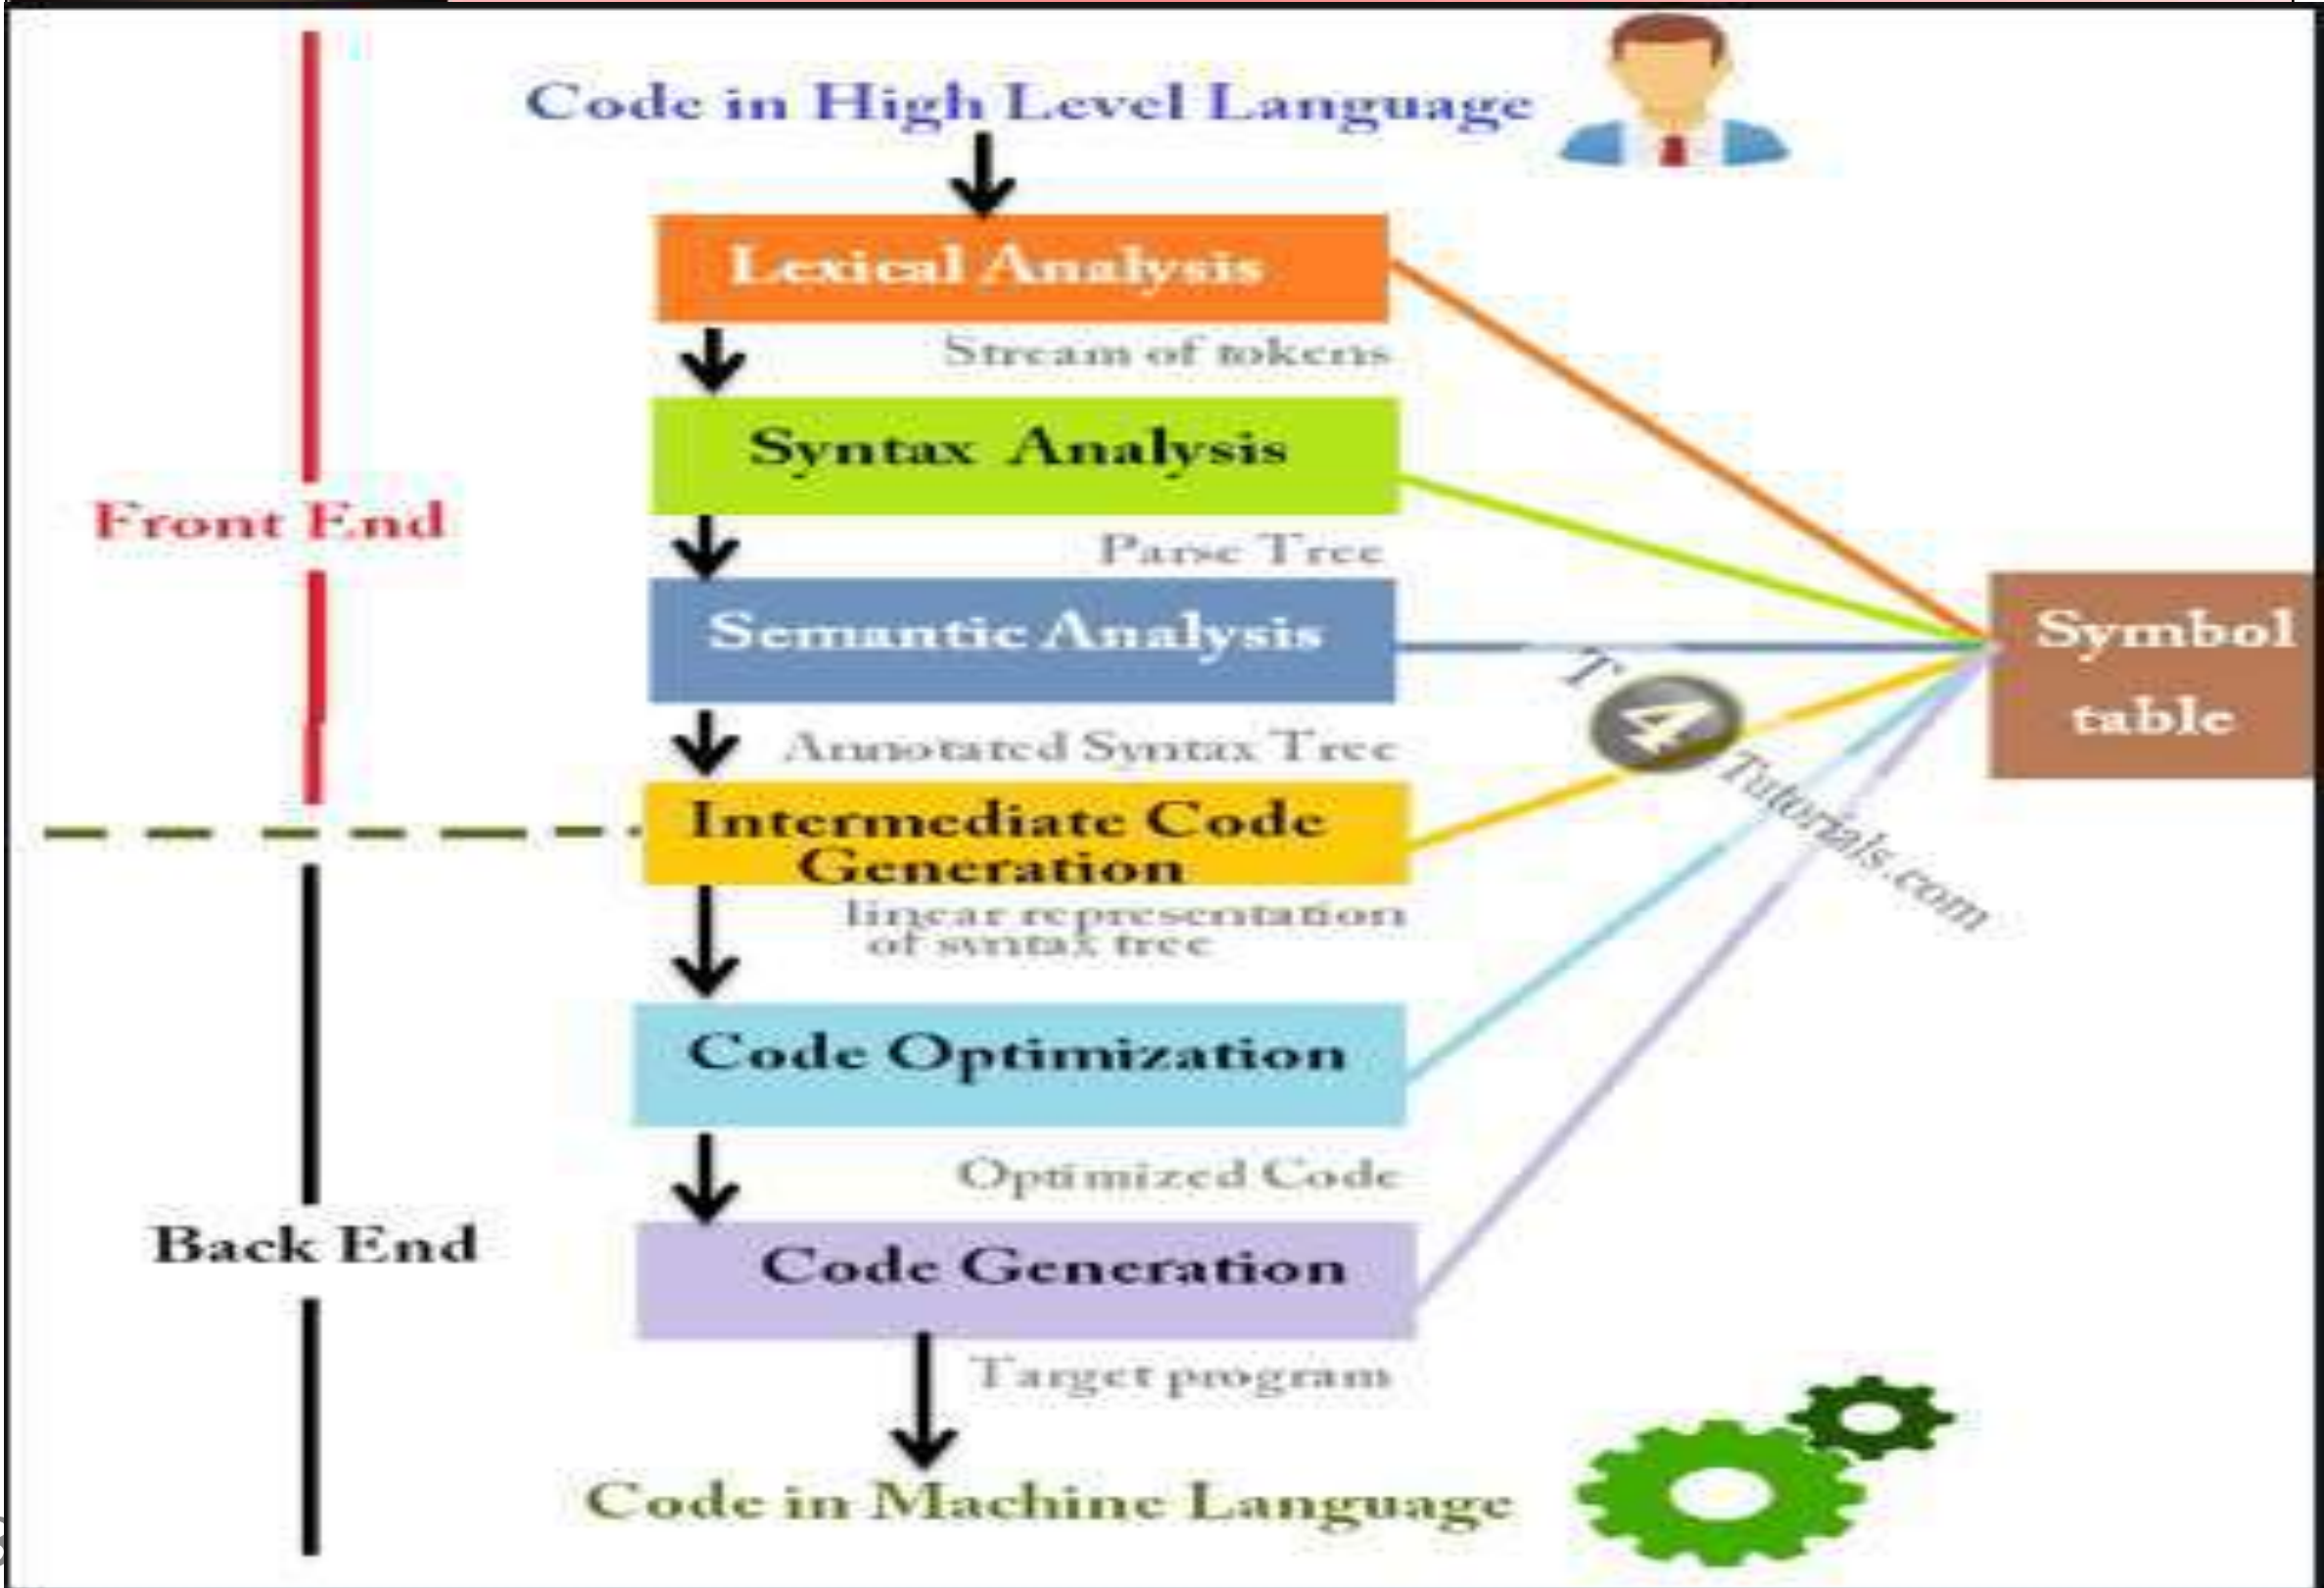 Code in High Level Language
Lexical Analysis
Stream of tokens
Syntax Analysis
Front End
Parse Tree
Semantic Analysis
Symbol
table
T4Tutorials.com
Annotated Syntax Tree
Intermediate Code
Generation
linear representation
of syntax tree
Code Optimization
Optimized Code
Back End
Code Generation
Target program
Code in Machine Language